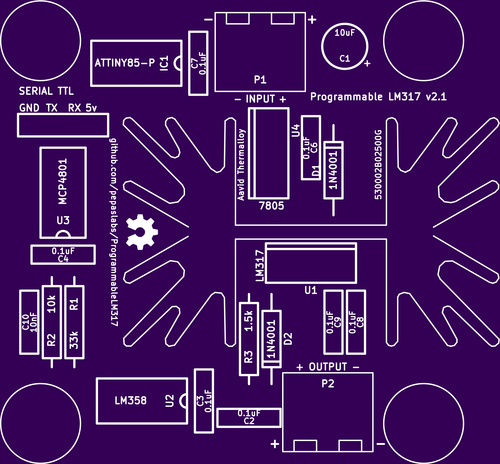 − +
10uF
C1
+
ATTINY85-P
IC1
C7
0.1uF
P1
SERIAL TTL
− INPUT +
Programmable LM317 v2.1
GND TX RX 5v
github.com/pepaslabs/ProgrammableLM317
Aavid Thermalloy
7805
U4
0.1uF
C6
D1
1N4001
530002B02500G
MCP4801
U3
0.1uF
C4
LM317
U1
C10
10nF
10k
R2
R1
33k
1.5k
R3
1N4001
D2
0.1uF
C9
0.1uF
C8
+ OUTPUT −
P2
LM358
U2
C3
0.1uF
0.1uF
C2
+ −